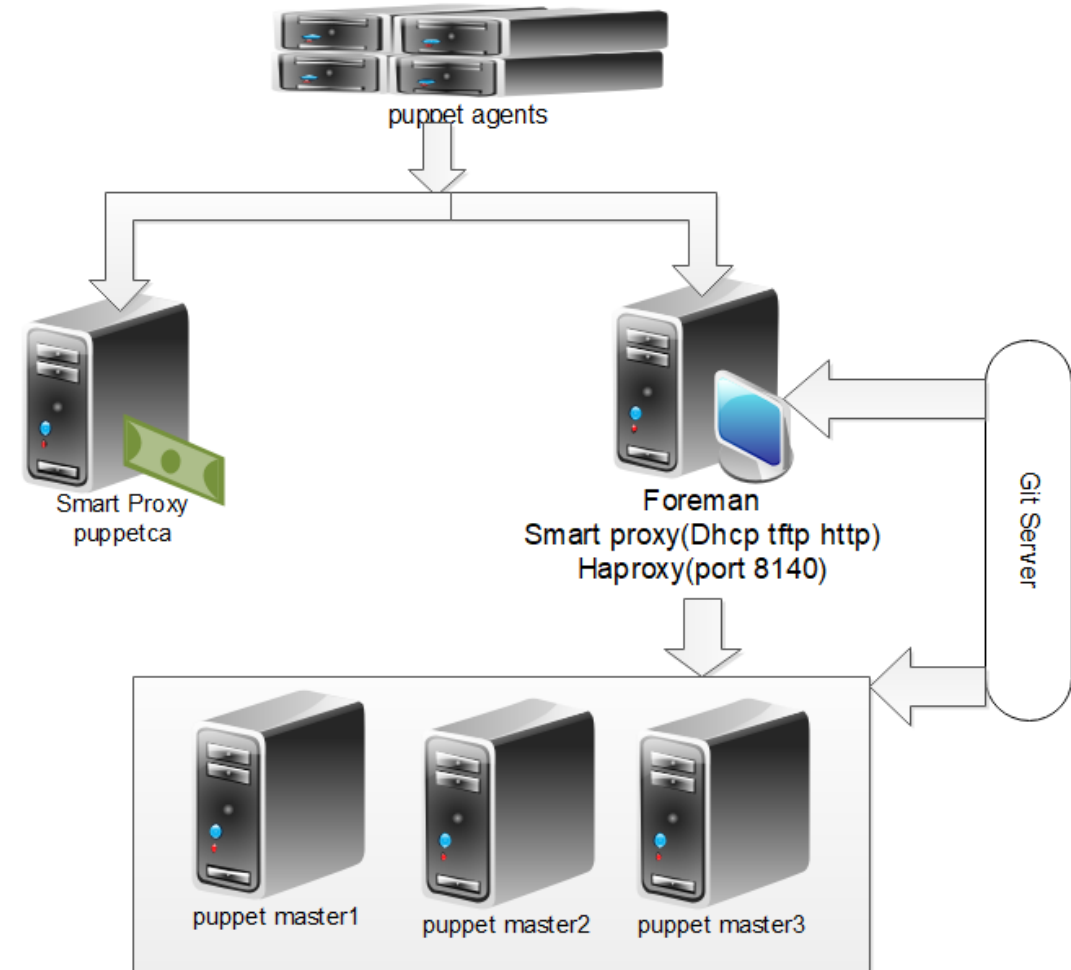 puppet agents
Smart Proxy
puppetca
Foreman
Smart proxy(Dhcp tftp http)
Haproxy(port 8140)
Git Server
puppet master1
puppet master2
puppet master3